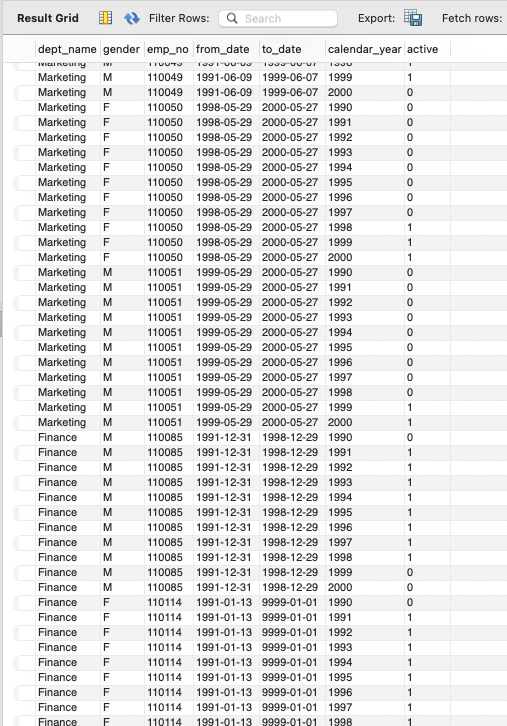 Result Grid Filter Rows: Search Export: Fetch rows:
dept_name gender emp_no from_date to_date calendar_year active
Marketing M 110049 1991-06-09 1999-06-07 1998 1
Marketing M 110049 1991-06-09 1999-06-07 1999 1
Marketing M 110049 1991-06-09 1999-06-07 2000 0
Marketing F 110050 1998-05-29 2000-05-27 1990 0
Marketing F 110050 1998-05-29 2000-05-27 1991 0
Marketing F 110050 1998-05-29 2000-05-27 1992 0
Marketing F 110050 1998-05-29 2000-05-27 1993 0
Marketing F 110050 1998-05-29 2000-05-27 1994 0
Marketing F 110050 1998-05-29 2000-05-27 1995 0
Marketing F 110050 1998-05-29 2000-05-27 1996 0
Marketing F 110050 1998-05-29 2000-05-27 1997 0
Marketing F 110050 1998-05-29 2000-05-27 1998 1
Marketing F 110050 1998-05-29 2000-05-27 1999 1
Marketing F 110050 1998-05-29 2000-05-27 2000 1
Marketing M 110051 1999-05-29 2000-05-27 1990 0
Marketing M 110051 1999-05-29 2000-05-27 1991 0
Marketing M 110051 1999-05-29 2000-05-27 1992 0
Marketing M 110051 1999-05-29 2000-05-27 1993 0
Marketing M 110051 1999-05-29 2000-05-27 1994 0
Marketing M 110051 1999-05-29 2000-05-27 1995 0
Marketing M 110051 1999-05-29 2000-05-27 1996 0
Marketing M 110051 1999-05-29 2000-05-27 1997 0
Marketing M 110051 1999-05-29 2000-05-27 1998 0
Marketing M 110051 1999-05-29 2000-05-27 1999 1
Marketing M 110051 1999-05-29 2000-05-27 2000 1
Finance M 110085 1991-12-31 1998-12-29 1990 0
Finance M 110085 1991-12-31 1998-12-29 1991 1
Finance M 110085 1991-12-31 1998-12-29 1992 1
Finance M 110085 1991-12-31 1998-12-29 1993 1
Finance M 110085 1991-12-31 1998-12-29 1994 1
Finance M 110085 1991-12-31 1998-12-29 1995 1
Finance M 110085 1991-12-31 1998-12-29 1996 1
Finance M 110085 1991-12-31 1998-12-29 1997 1
Finance M 110085 1991-12-31 1998-12-29 1998 1
Finance M 110085 1991-12-31 1998-12-29 1999 0
Finance M 110085 1991-12-31 1998-12-29 2000 0
Finance F 110114 1991-01-13 9999-01-01 1990 0
Finance F 110114 1991-01-13 9999-01-01 1991 1
Finance F 110114 1991-01-13 9999-01-01 1992 1
Finance F 110114 1991-01-13 9999-01-01 1993 1
Finance F 110114 1991-01-13 9999-01-01 1994 1
Finance F 110114 1991-01-13 9999-01-01 1995 1
Finance F 110114 1991-01-13 9999-01-01 1996 1
Finance F 110114 1991-01-13 9999-01-01 1997 1
Finance F 110114 1991-01-13 9999-01-01 1998 1